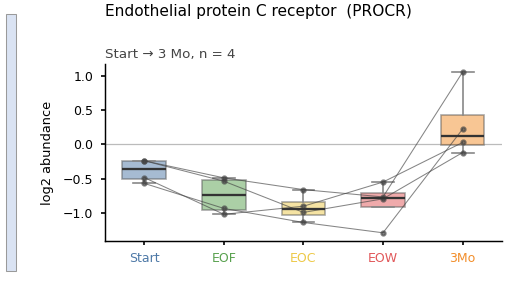 Endothelial protein C receptor  (PROCR)
Start → 3 Mo, n = 4
1.0
0.5
0.0
−0.5
−1.0
log2 abundance
Start EOF EOC EOW 3Mo